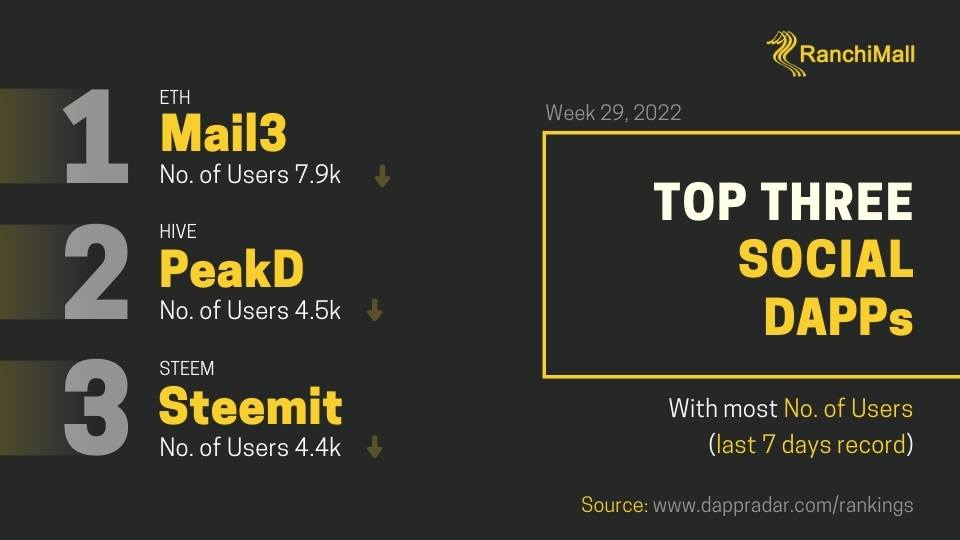 RanchiMall
Week 29, 2022
TOP THREE
SOCIAL
DAPPs
With most No. of Users
(last 7 days record)
Source: www.dappradar.com/rankings
1
ETH
Mail3
No. of Users 7.9k
2
HIVE
PeakD
No. of Users 4.5k
3
STEEM
Steemit
No. of Users 4.4k